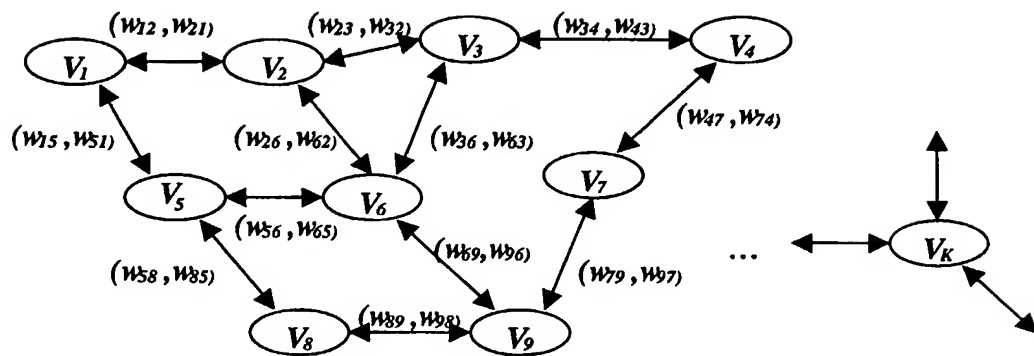 (w12 , w21) (w23 , w32) (w34 , w43)
V1 V2 V3 V4
(w15 , w51) (w26 , w62) (w36 , w63) (w47 , w74)
V5 V6 V7
(w56 , w65)
(w58 , w85) (w69, w96) (w79 , w97) ... VK
(w89 , w98)
V8 V9